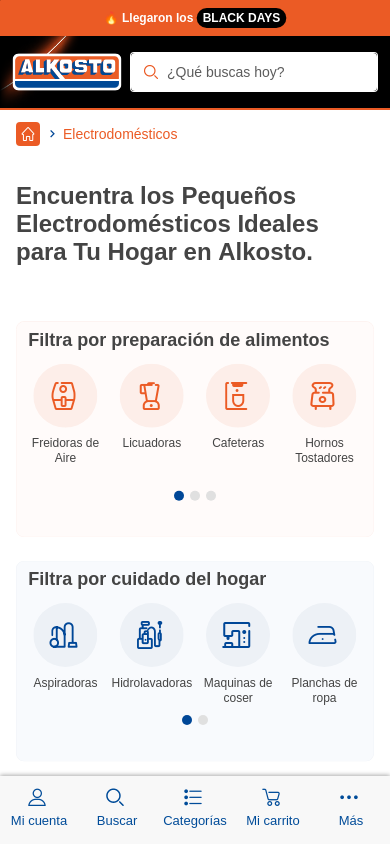 🔥 Llegaron los BLACK DAYS
ALKOSTO
¿Qué buscas hoy?
Electrodomésticos
Encuentra los Pequeños
Electrodomésticos Ideales
para Tu Hogar en Alkosto.
Filtra por preparación de alimentos
Freidoras de
Aire
Licuadoras
Cafeteras
Hornos
Tostadores
Filtra por cuidado del hogar
Aspiradoras
Hidrolavadoras
Maquinas de
coser
Planchas de
ropa
Mi cuenta
Buscar
Categorías
Mi carrito
Más